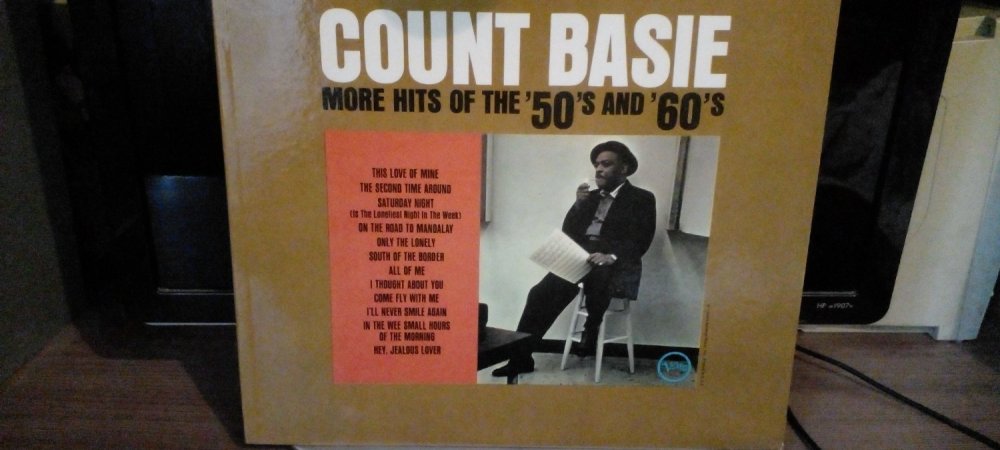 COUNT BASIE
MORE HITS OF THE '50'S AND '60'S
THIS LOVE OF MINE
THE SECOND TIME AROUND
SATURDAY NIGHT
(Is The Loneliest Night In The Week)
ON THE ROAD TO MANDALAY
ONLY THE LONELY
SOUTH OF THE BORDER
ALL OF ME
I THOUGHT ABOUT YOU
COME FLY WITH ME
I'LL NEVER SMILE AGAIN
IN THE WEE SMALL HOURS
OF THE MORNING
HEY, JEALOUS LOVER
VERVE
HP w1907v